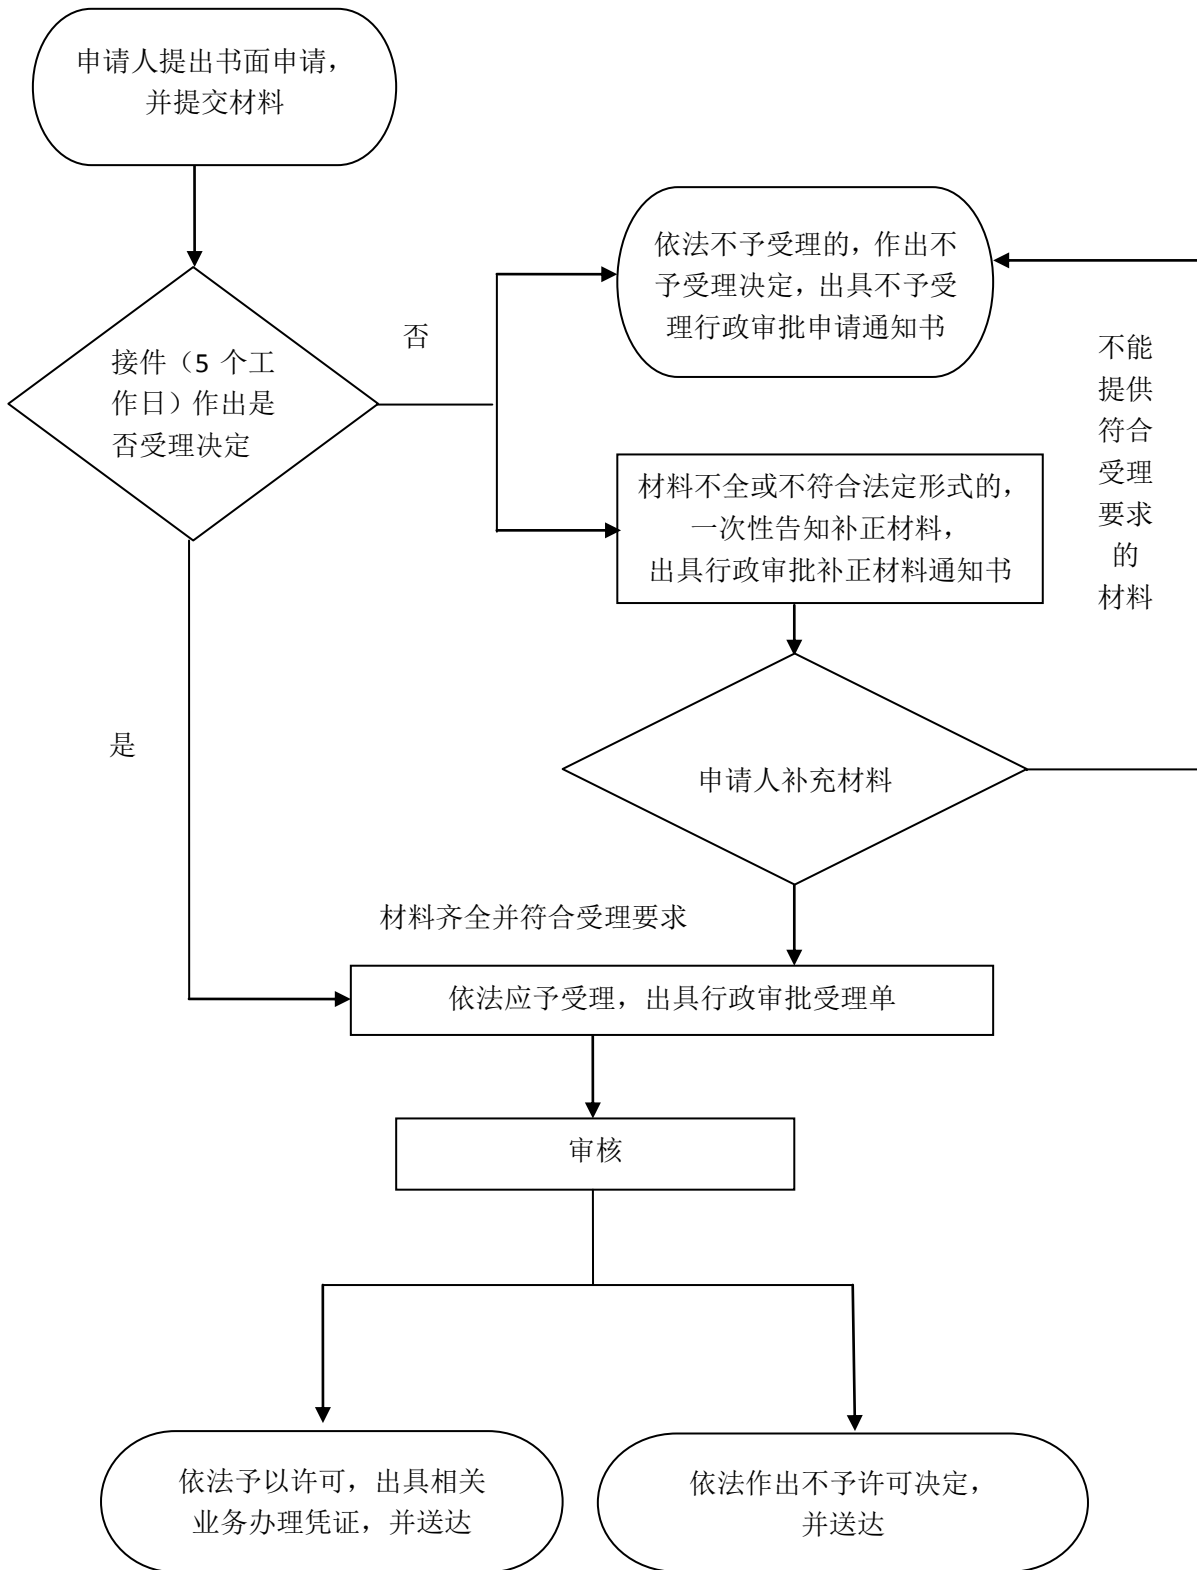 申请人提出书面申请，
并提交材料
依法不予受理的，作出不
予受理决定，出具不予受
理行政审批申请通知书
否
接件（5 个工
作日）作出是
否受理决定
不能
提供
符合
受理
要求
的
材料
材料不全或不符合法定形式的，
一次性告知补正材料，
出具行政审批补正材料通知书
是
申请人补充材料
材料齐全并符合受理要求
依法应予受理，出具行政审批受理单
审核
依法予以许可，出具相关
业务办理凭证，并送达
依法作出不予许可决定，
并送达